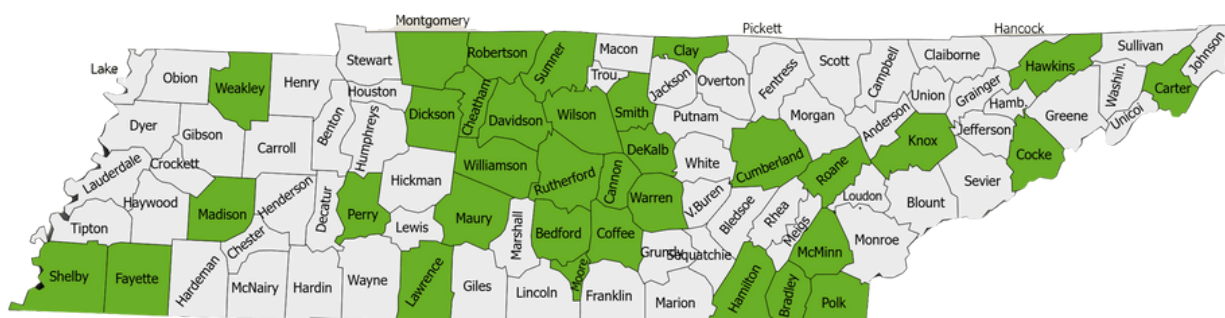 Montgomery
Pickett
Hancock
Lake
Obion
Weakley
Henry
Stewart
Houston
Robertson
Sumner
Macon
Trou.
Clay
Jackson
Overton
Fentress
Scott
Campbell
Claiborne
Union
Grainger
Hamb.
Hawkins
Sullivan
Washin.
Carter
Johnson
Unicoi
Greene
Dyer
Gibson
Crockett
Carroll
Benton
Humphreys
Dickson
Cheatham
Davidson
Wilson
Smith
DeKalb
Putnam
White
Cumberland
Morgan
Anderson
Roane
Knox
Jefferson
Cocke
Sevier
Lauderdale
Haywood
Tipton
Madison
Henderson
Chester
Decatur
Perry
Hickman
Lewis
Williamson
Maury
Marshall
Rutherford
Cannon
Warren
V.Buren
Bledsoe
Rhea
Meigs
Loudon
Blount
Monroe
McMinn
Bedford
Coffee
Moore
Grundy
Sequatchie
Shelby
Fayette
Hardeman
McNairy
Hardin
Wayne
Lawrence
Giles
Lincoln
Franklin
Marion
Hamilton
Bradley
Polk